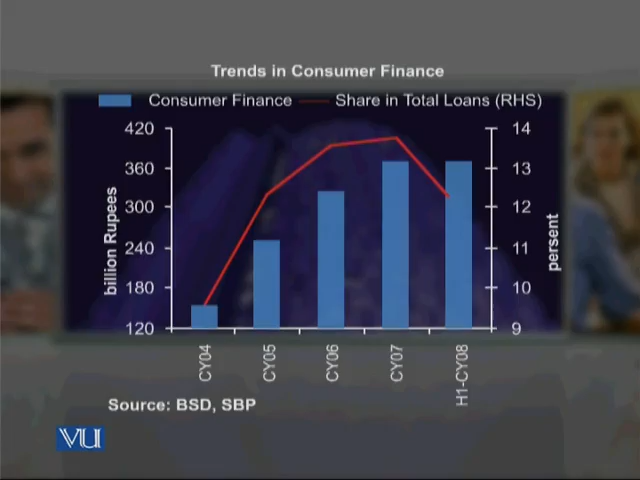 Trends in Consumer Finance
Consumer Finance Share in Total Loans (RHS)
420 14
360 13
300 12
240 11
180 10
120 9
billion Rupees
persent
CY04 CY05 CY06 CY07 H1-CY08
Source: BSD, SBP
VU